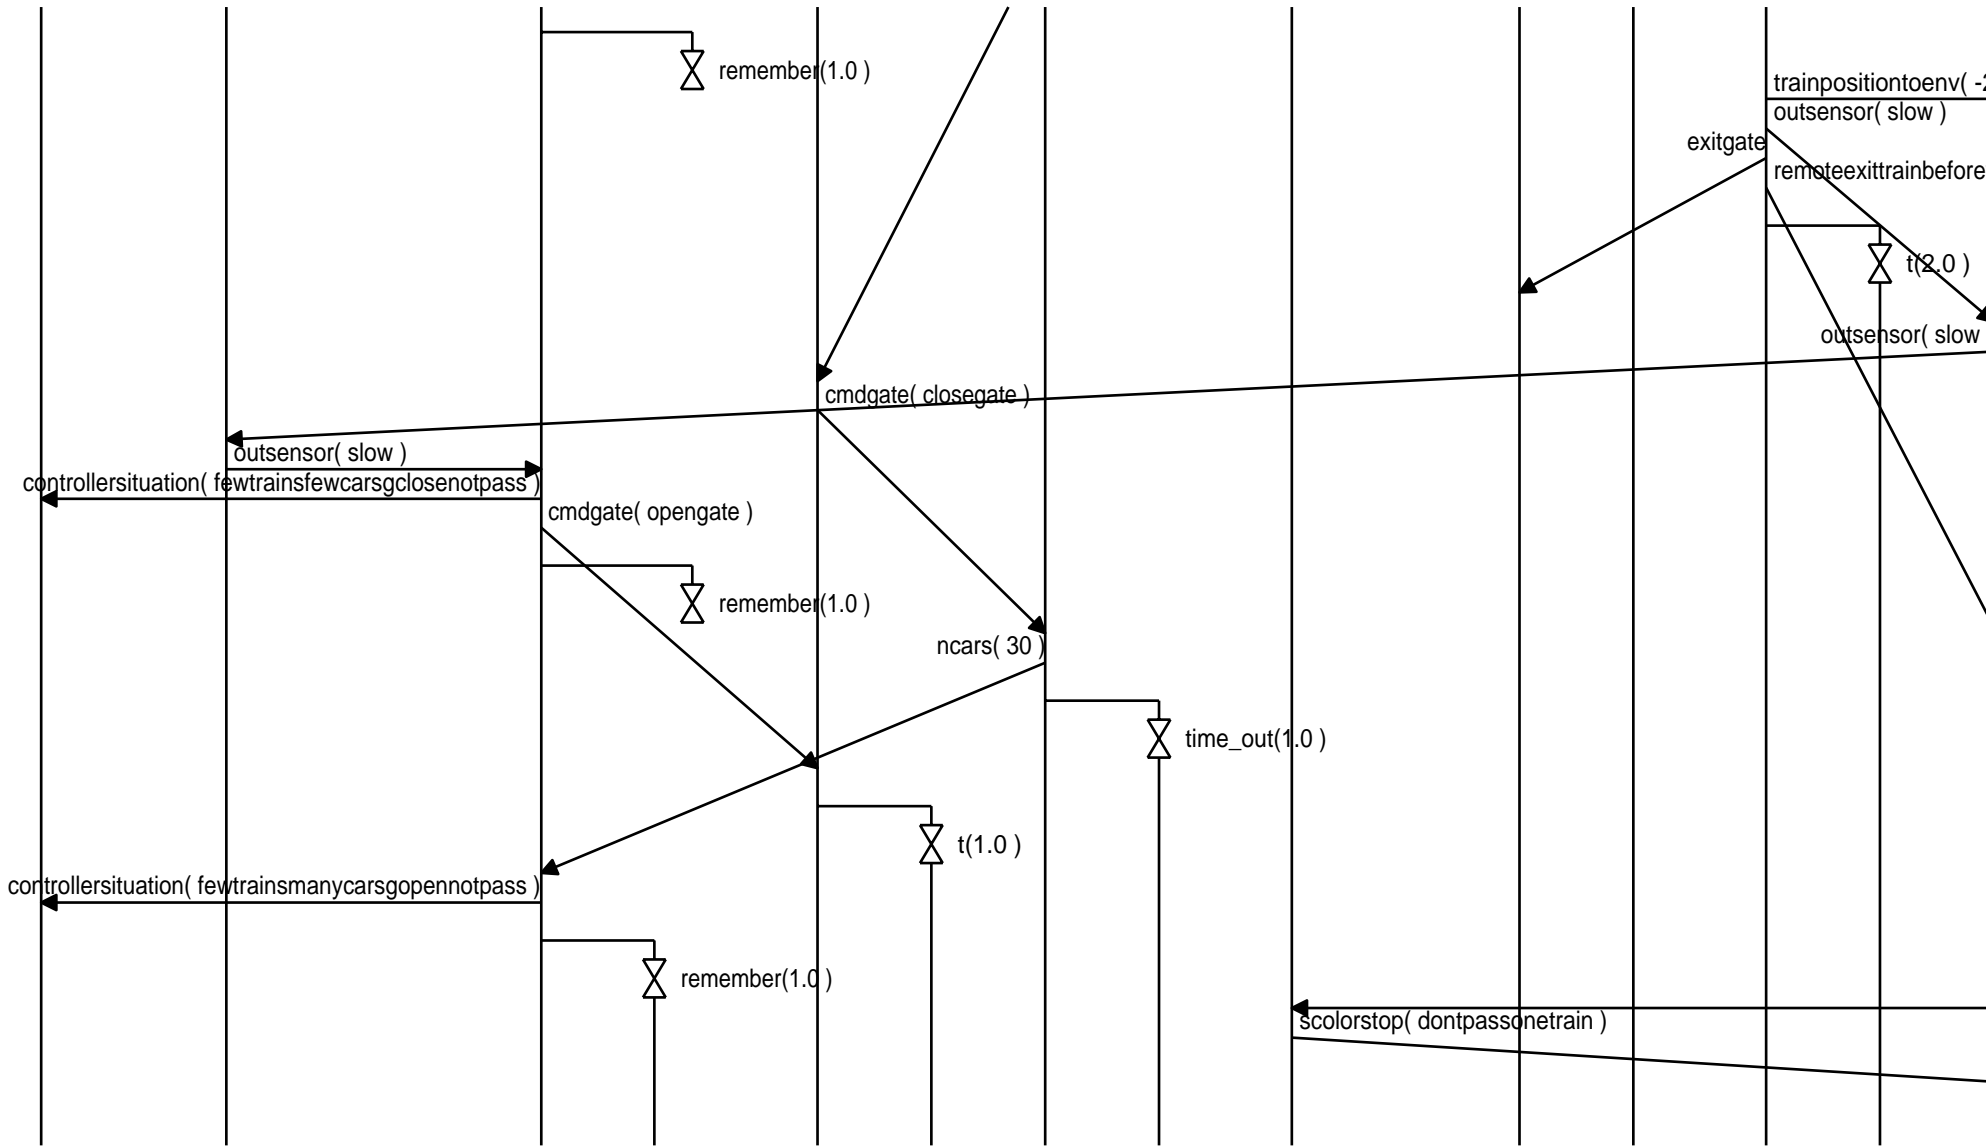 remember(1.0 )
trainpositiontoenv( -2
outsensor( slow )
exitgate
remoteexittrainbefore
t(2.0 )
outsensor( slow
cmdgate( closegate )
outsensor( slow )
controllersituation( fewtrainsfewcarsgclosenotpass )
cmdgate( opengate )
remember(1.0 )
ncars( 30 )
time_out(1.0 )
t(1.0 )
controllersituation( fewtrainsmanycarsgopennotpass )
remember(1.0 )
scolorstop( dontpassonetrain )